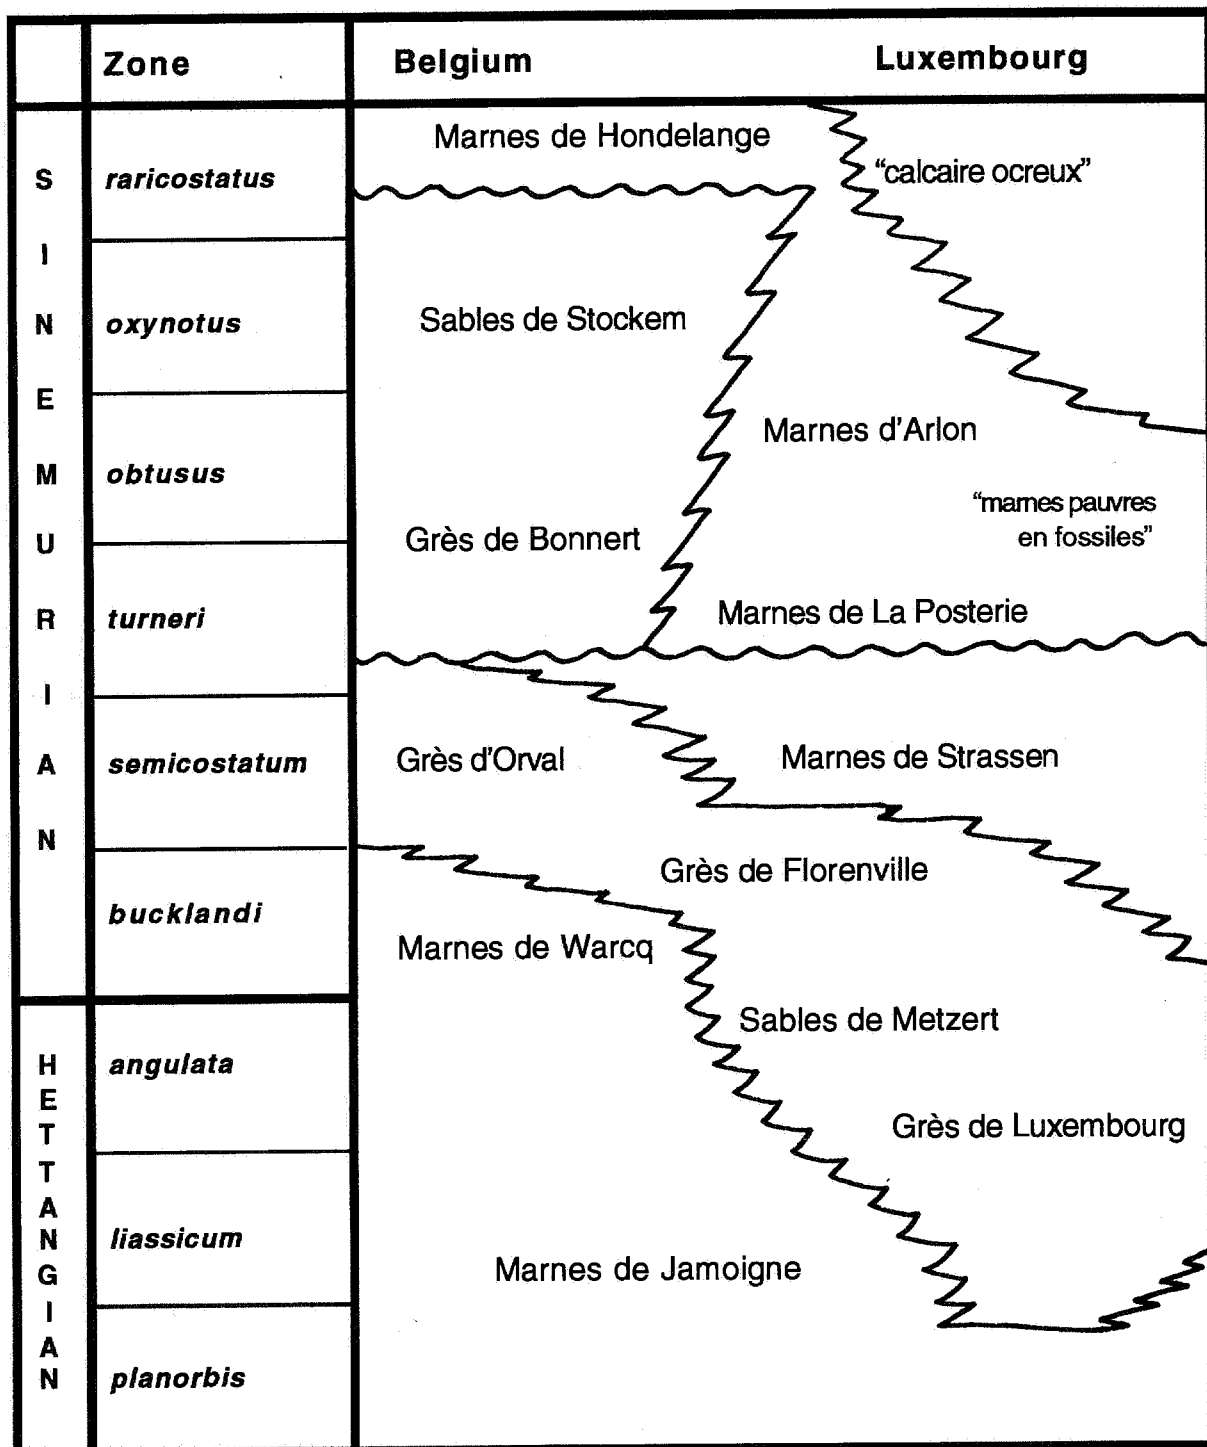 Zone
Belgium
Luxembourg
SINEMURIAN
raricostatus
oxynotus
obtusus
turneri
semicostatum
bucklandi
HETTANGIAN
angulata
liassicum
planorbis
Marnes de Hondelange
“calcaire ocreux”
Sables de Stockem
Marnes d’Arlon
“marnes pauvres
en fossiles”
Grès de Bonnert
Marnes de La Posterie
Grès d’Orval
Marnes de Strassen
Grès de Florenville
Marnes de Warcq
Sables de Metzert
Grès de Luxembourg
Marnes de Jamoigne